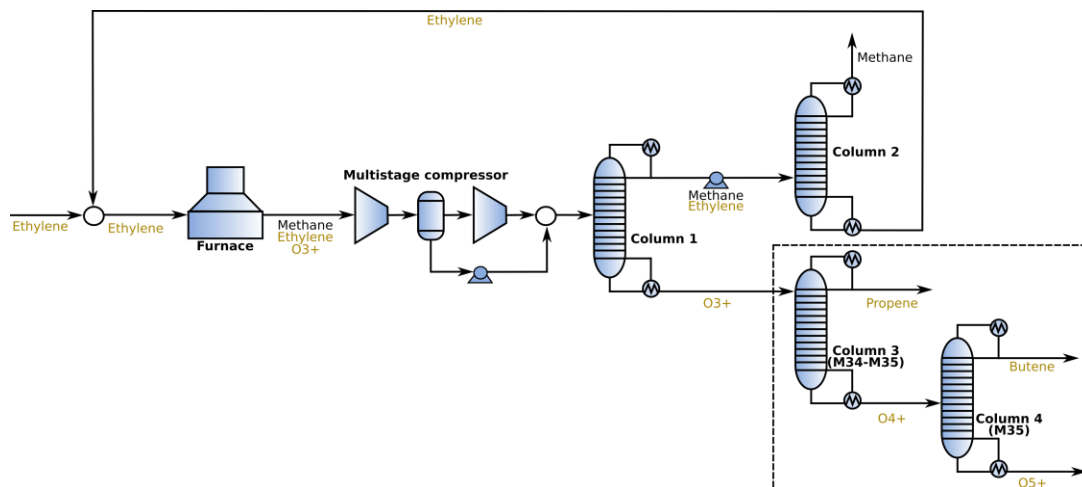 Ethylene
Methane
Column 2
Multistage compressor
Methane
Ethylene
Ethylene
Ethylene
Furnace
Methane
Ethylene
O3+
Column 1
O3+
Propene
Column 3
(M34-M35)
Butene
O4+
Column 4
(M35)
O5+